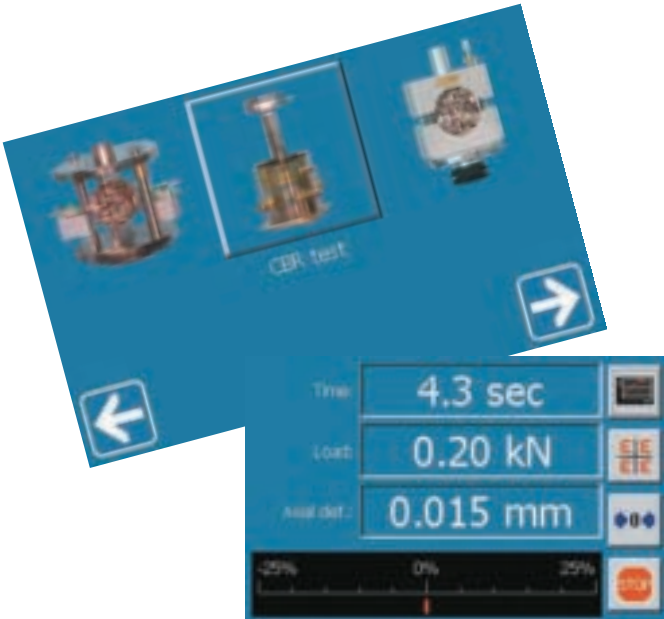 CBR test
Time:
4.3 sec
Load:
0.20 kN
Axial def.:
0.015 mm
-25%
0%
25%
STOP